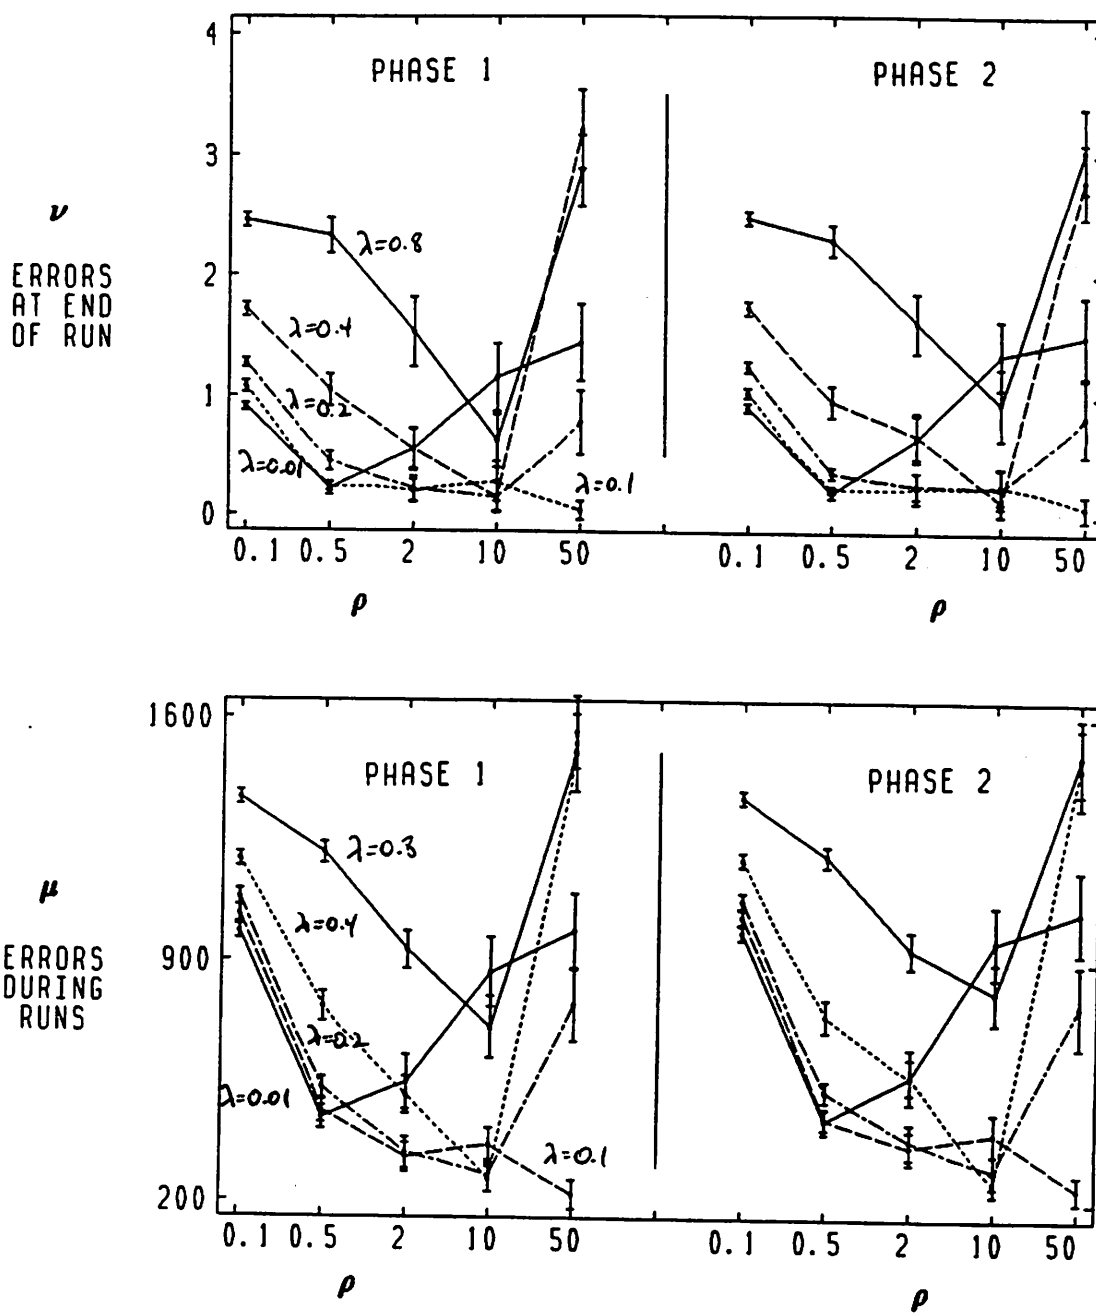 4
3
2
1
0
PHASE 1
PHASE 2
ν
ERRORS
AT END
OF RUN
λ=0.8
λ=0.4
λ=0.2
λ=0.01
λ=0.1
0.1 0.5 2 10 50
0.1 0.5 2 10 50
ρ
ρ
1600
900
200
PHASE 1
PHASE 2
μ
ERRORS
DURING
RUNS
λ=0.3
λ=0.4
λ=0.2
λ=0.01
λ=0.1
0.1 0.5 2 10 50
0.1 0.5 2 10 50
ρ
ρ